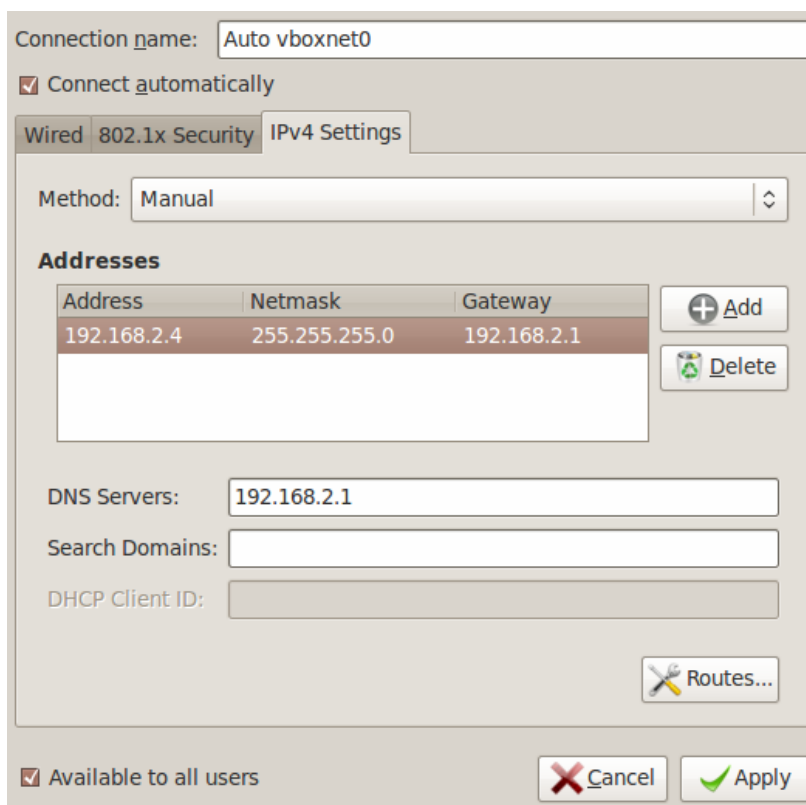 Connection name: Auto vboxnet0
Connect automatically
Wired 802.1x Security IPv4 Settings
Method: Manual
Addresses
Address Netmask Gateway
192.168.2.4 255.255.255.0 192.168.2.1
Add
Delete
DNS Servers: 192.168.2.1
Search Domains:
DHCP Client ID:
Routes...
Available to all users Cancel Apply